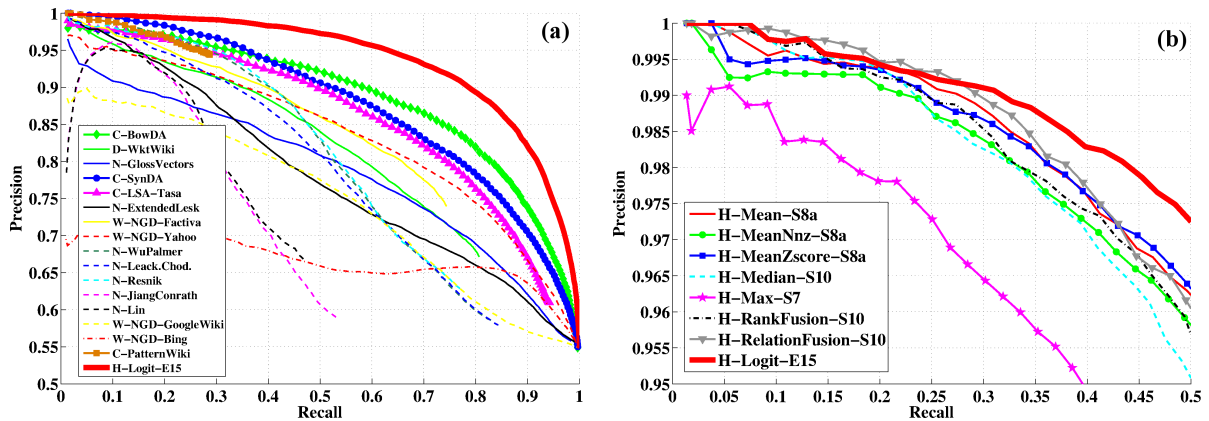 (a)
Precision
1
0.95
0.9
0.85
0.8
0.75
0.7
0.65
0.6
0.55
0.5
C-BowDA
D-WktWiki
N-GlossVectors
C-SynDA
C-LSA-Tasa
N-ExtendedLesk
W-NGD-Factiva
W-NGD-Yahoo
N-WuPalmer
N-Leack.Chod.
N-Resnik
N-JiangConrath
N-Lin
W-NGD-GoogleWiki
W-NGD-Bing
C-PatternWiki
H-Logit-E15
0 0.1 0.2 0.3 0.4 0.5 0.6 0.7 0.8 0.9 1
Recall
(b)
Precision
1
0.995
0.99
0.985
0.98
0.975
0.97
0.965
0.96
0.955
0.95
H-Mean-S8a
H-MeanNnz-S8a
H-MeanZscore-S8a
H-Median-S10
H-Max-S7
H-RankFusion-S10
H-RelationFusion-S10
H-Logit-E15
0 0.05 0.1 0.15 0.2 0.25 0.3 0.35 0.4 0.45 0.5
Recall